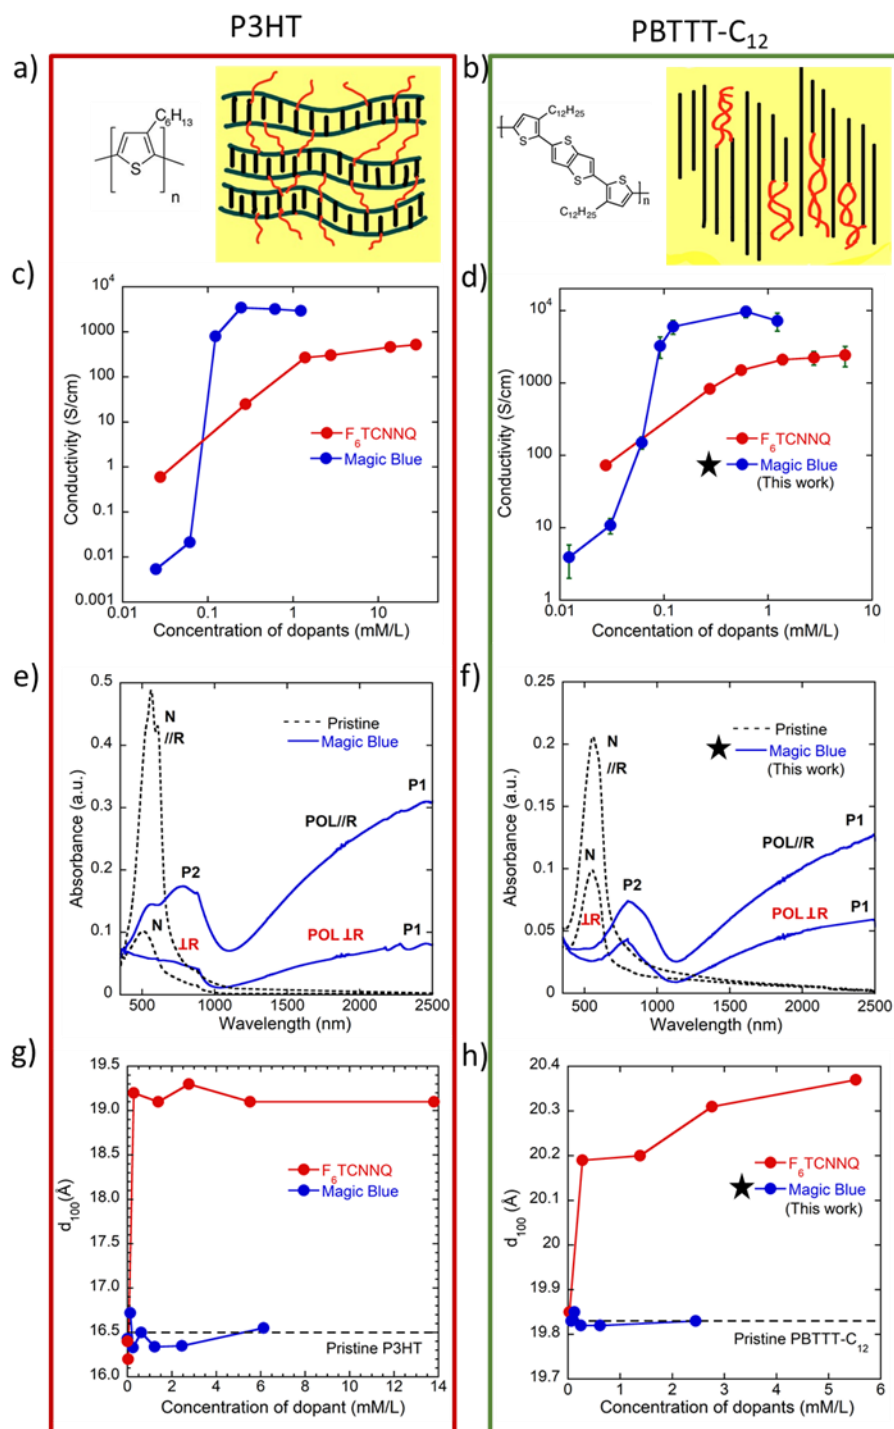 P3HT
PBTTT-C12
a)
C6H13
S
n
b)
C12H25
S
S
S
S
n
C12H25
c)
Conductivity (S/cm)
10^4
1000
100
10
1
0.1
0.01
0.001
F6TCNNQ
Magic Blue
0.01
0.1
1
10
Concentration of dopants (mM/L)
d)
Conductivity (S/cm)
10^4
1000
100
10
1
F6TCNNQ
Magic Blue
(This work)
0.01
0.1
1
10
Concentration of dopants (mM/L)
e)
Absorbance (a.u.)
0.5
0.4
0.3
0.2
0.1
0
N
//R
Pristine
Magic Blue
P1
POL//R
P2
N
⊥R
POL ⊥R
P1
500
1000
1500
2000
2500
Wavelength (nm)
f)
Absorbance (a.u.)
0.25
0.2
0.15
0.1
0.05
0
N
//R
Pristine
Magic Blue
(This work)
P1
POL//R
N
P2
⊥R
POL ⊥R
P1
500
1000
1500
2000
2500
Wavelength (nm)
g)
d100(Å)
19.5
19.0
18.5
18.0
17.5
17.0
16.5
16.0
F6TCNNQ
Magic Blue
Pristine P3HT
0
2
4
6
8
10
12
14
Concentration of dopant (mM/L)
h)
d100 (Å)
20.4
20.3
20.2
20.1
20
19.9
19.8
19.7
F6TCNNQ
Magic Blue
(This work)
Pristine PBTTT-C12
0
1
2
3
4
5
6
Concentration of dopants (mM/L)